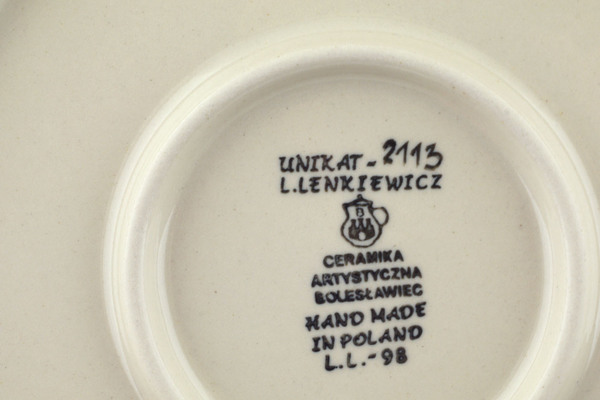 UNIKAT - 2113
L.LENKIEWICZ
B
CERAMIKA
ARTYSTYCZNA
BOLESŁAWIEC
HAND MADE
IN POLAND
L.L.-98